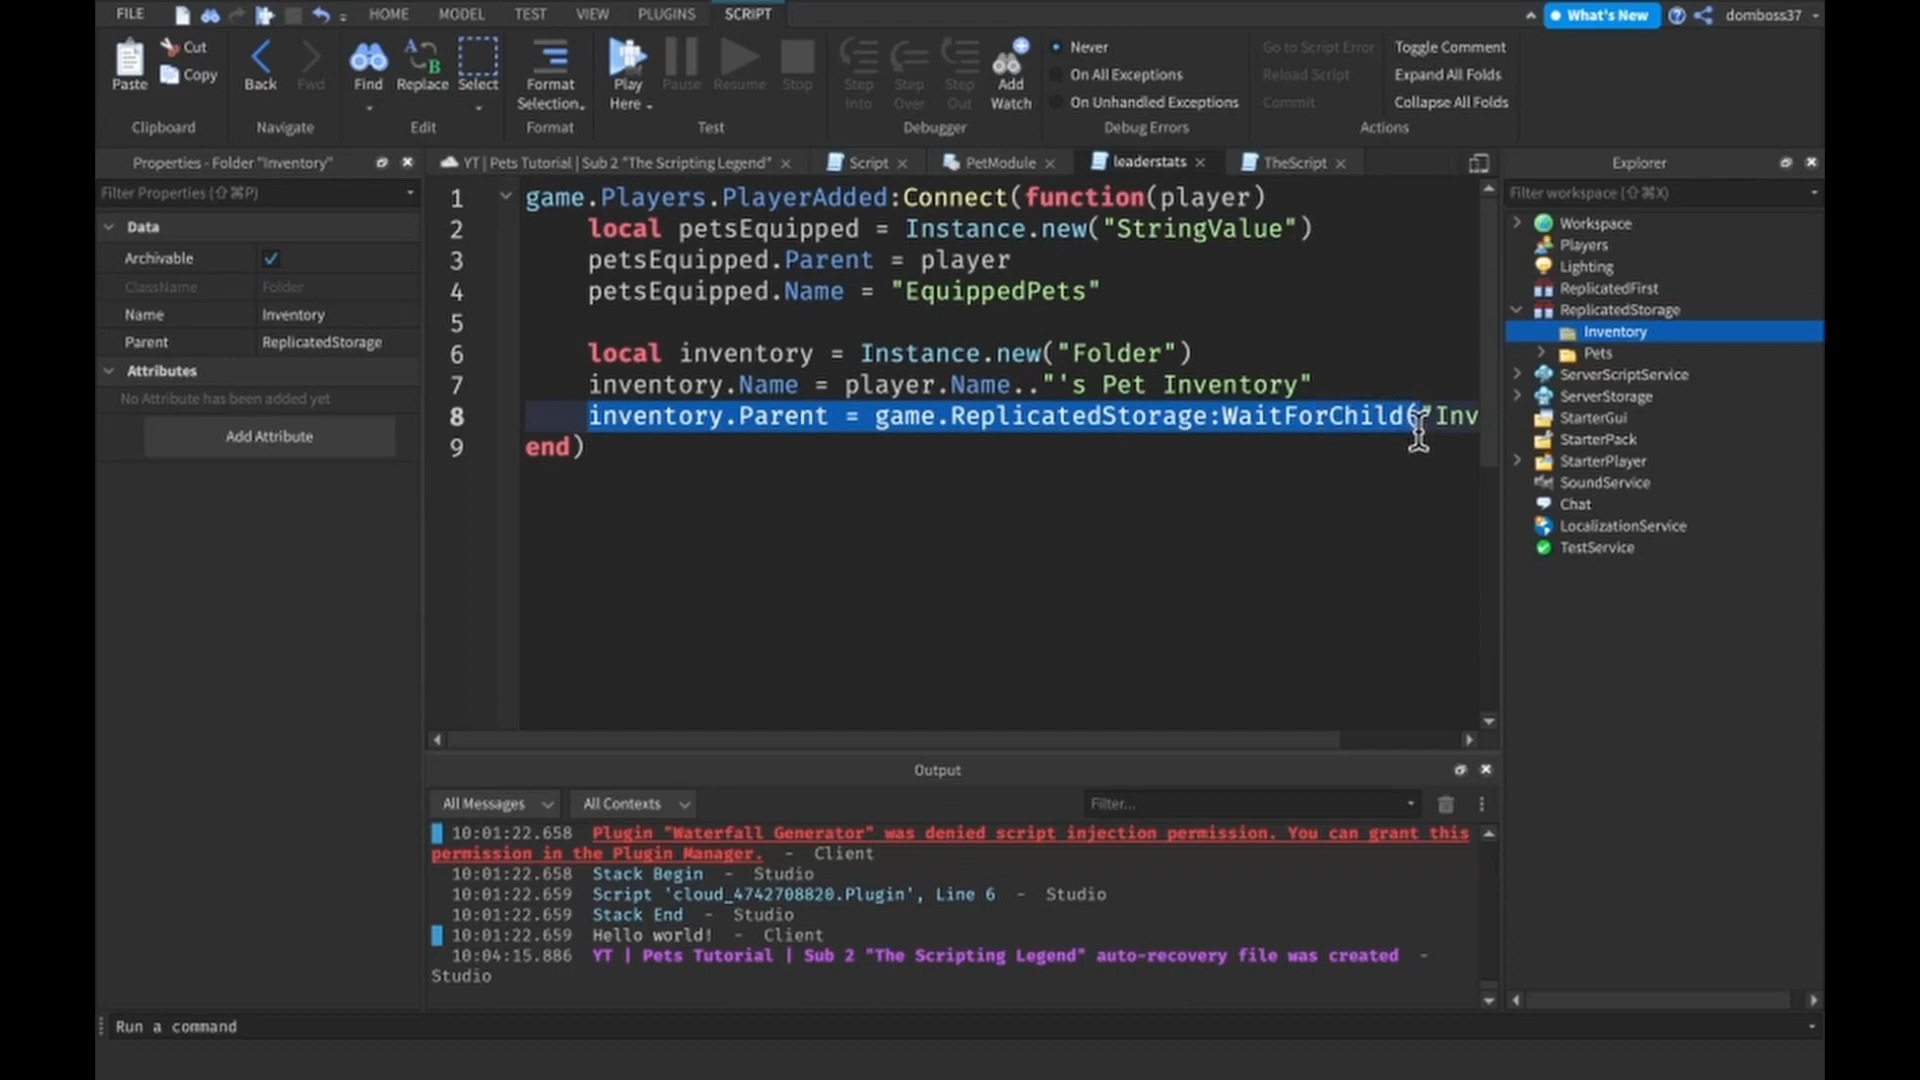 FILE
HOME
MODEL
TEST
VIEW
PLUGINS
SCRIPT
What's New
domboss37
Paste
Cut
Copy
Clipboard
Back
Fwd
Navigate
Find
Replace
Select
Edit
Format
Selection
Format
Play
Here
Pause
Resume
Stop
Test
Step
Into
Step
Over
Step
Out
Add
Watch
Debugger
Never
On All Exceptions
On Unhandled Exceptions
Debug Errors
Go to Script Error
Reload Script
Commit
Toggle Comment
Expand All Folds
Collapse All Folds
Actions
Properties - Folder "Inventory"
Filter Properties (⇧⌘P)
Data
Archivable
ClassName Folder
Name Inventory
Parent ReplicatedStorage
Attributes
No Attribute has been added yet
Add Attribute
YT | Pets Tutorial | Sub 2 "The Scripting Legend"
Script
PetModule
leaderstats
TheScript
1 game.Players.PlayerAdded:Connect(function(player)
2 local petsEquipped = Instance.new("StringValue")
3 petsEquipped.Parent = player
4 petsEquipped.Name = "EquippedPets"
5
6 local inventory = Instance.new("Folder")
7 inventory.Name = player.Name.."'s Pet Inventory"
8 inventory.Parent = game.ReplicatedStorage:WaitForChild("Inv
9 end)
Output
All Messages
All Contexts
Filter...
10:01:22.658 Plugin "Waterfall Generator" was denied script injection permission. You can grant this
permission in the Plugin Manager. - Client
10:01:22.658 Stack Begin - Studio
10:01:22.659 Script 'cloud_4742708820.Plugin', Line 6 - Studio
10:01:22.659 Stack End - Studio
10:01:22.659 Hello world! - Client
10:04:15.886 YT | Pets Tutorial | Sub 2 "The Scripting Legend" auto-recovery file was created -
Studio
Explorer
Filter workspace (⇧⌘X)
Workspace
Players
Lighting
ReplicatedFirst
ReplicatedStorage
Inventory
Pets
ServerScriptService
ServerStorage
StarterGui
StarterPack
StarterPlayer
SoundService
Chat
LocalizationService
TestService
Run a command